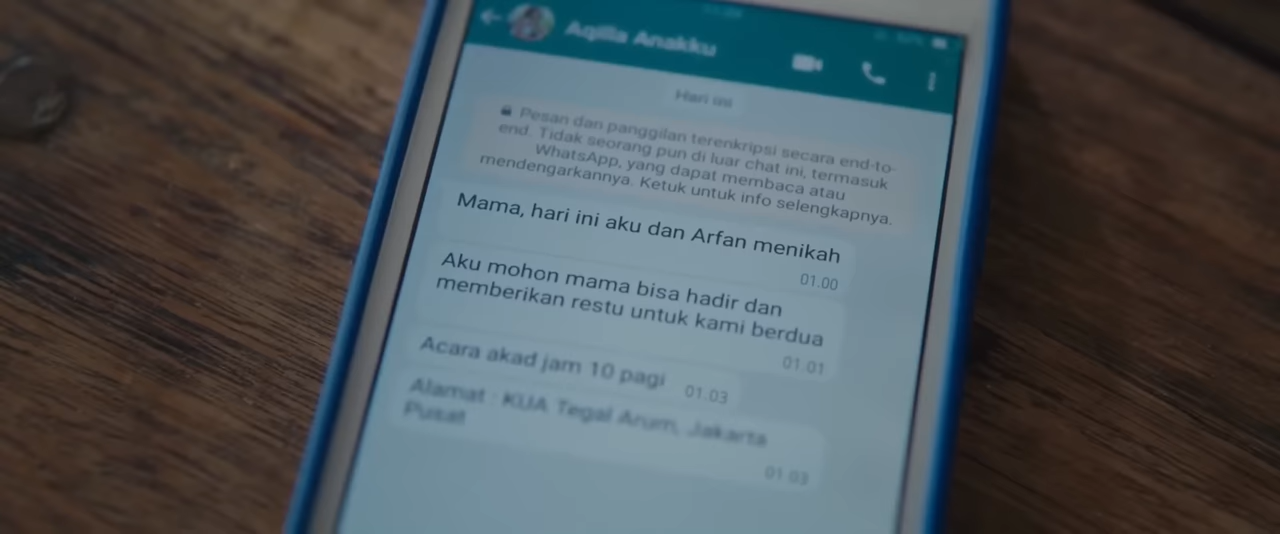 Aqilla Anakku
Hari ini
Pesan dan panggilan terenkripsi secara end-to-
end. Tidak seorang pun di luar chat ini, termasuk
WhatsApp, yang dapat membaca atau
mendengarkannya. Ketuk untuk info selengkapnya.
Mama, hari ini aku dan Arfan menikah
01.00
Aku mohon mama bisa hadir dan
memberikan restu untuk kami berdua
01.01
Acara akad jam 10 pagi
01.03
Alamat : KUA Tegal Arum, Jakarta
Pusat
01.03